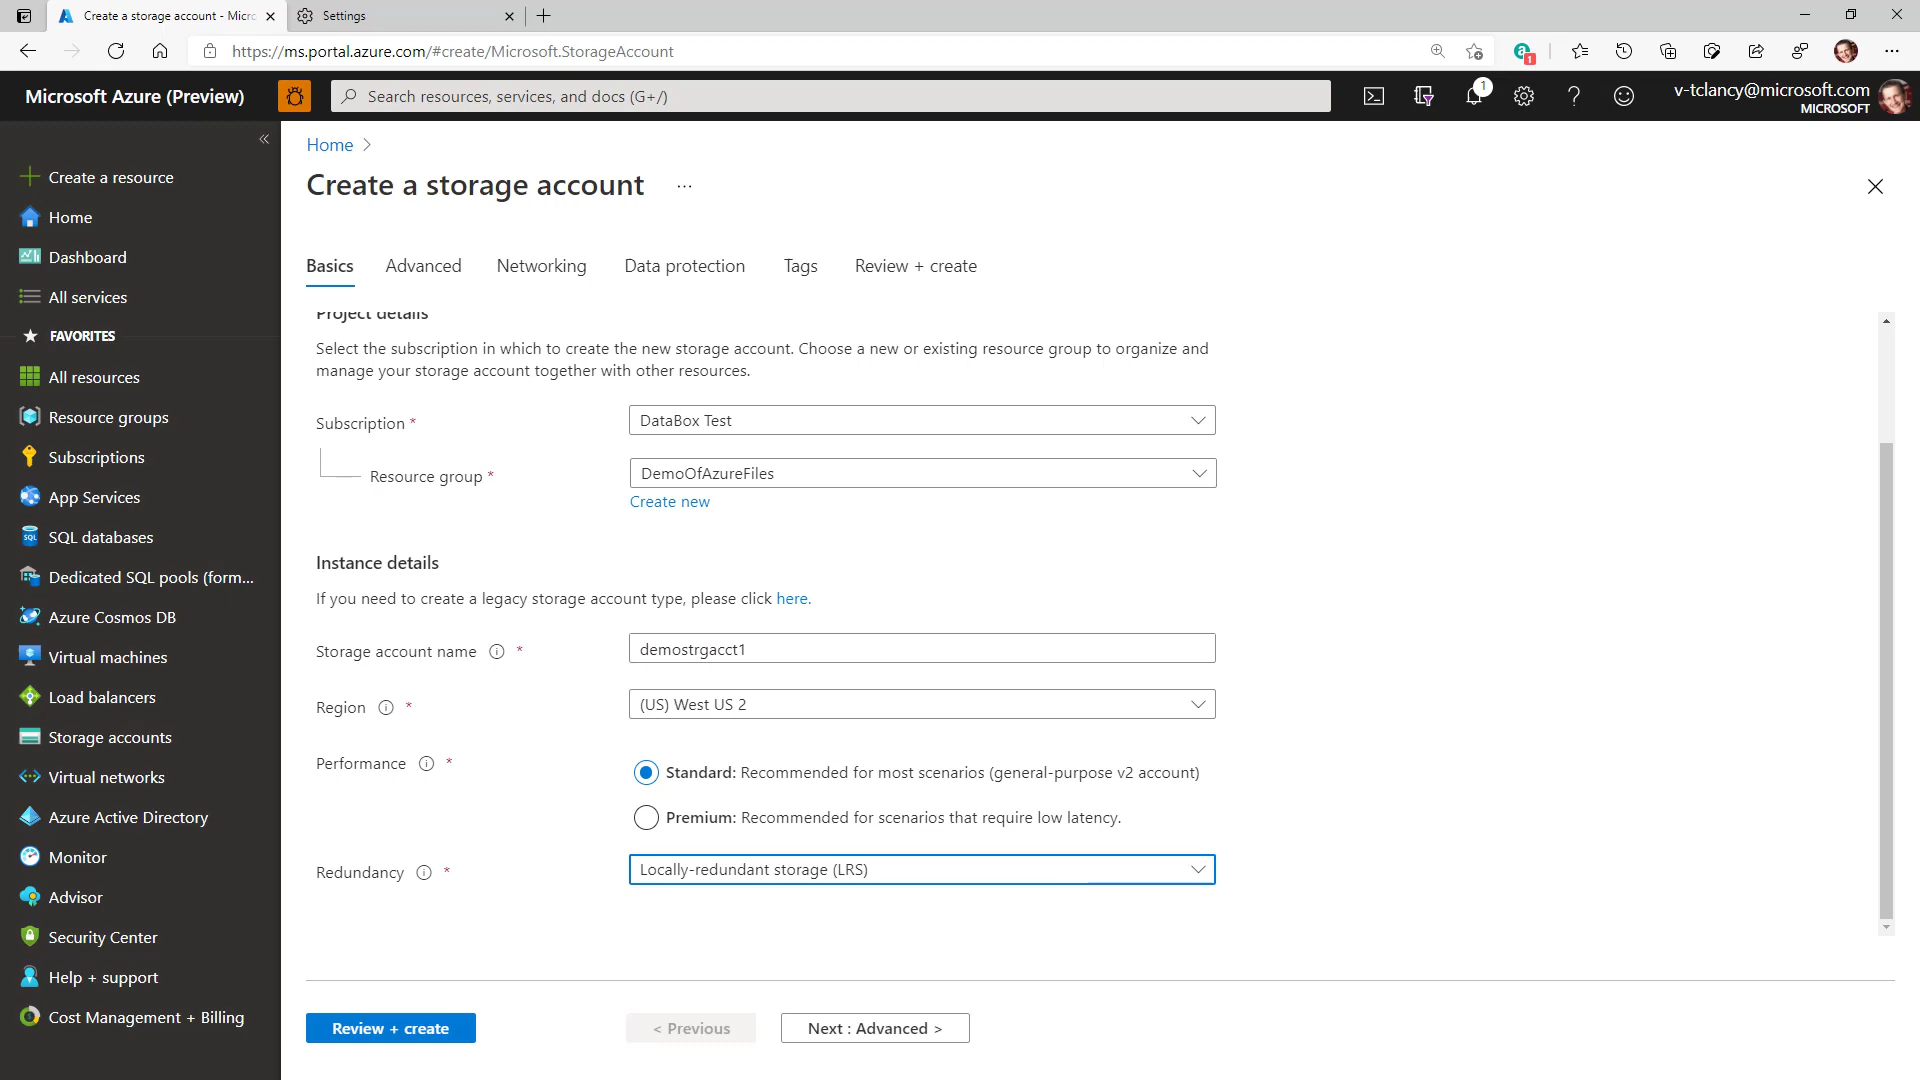 Create a storage account - Micro
Settings
https://ms.portal.azure.com/#create/Microsoft.StorageAccount
1
Microsoft Azure (Preview)
Search resources, services, and docs (G+/)
1
v-tclancy@microsoft.com
MICROSOFT
Create a resource
Home
Dashboard
All services
FAVORITES
All resources
Resource groups
Subscriptions
App Services
SQL databases
Dedicated SQL pools (form...
Azure Cosmos DB
Virtual machines
Load balancers
Storage accounts
Virtual networks
Azure Active Directory
Monitor
Advisor
Security Center
Help + support
Cost Management + Billing
Home >
Create a storage account ...
Basics
Advanced
Networking
Data protection
Tags
Review + create
Project details
Select the subscription in which to create the new storage account. Choose a new or existing resource group to organize and
manage your storage account together with other resources.
Subscription *
DataBox Test
Resource group *
DemoOfAzureFiles
Create new
Instance details
If you need to create a legacy storage account type, please click here.
Storage account name *
demostrgacct1
Region *
(US) West US 2
Performance *
Standard: Recommended for most scenarios (general-purpose v2 account)
Premium: Recommended for scenarios that require low latency.
Redundancy *
Locally-redundant storage (LRS)
Review + create
< Previous
Next : Advanced >